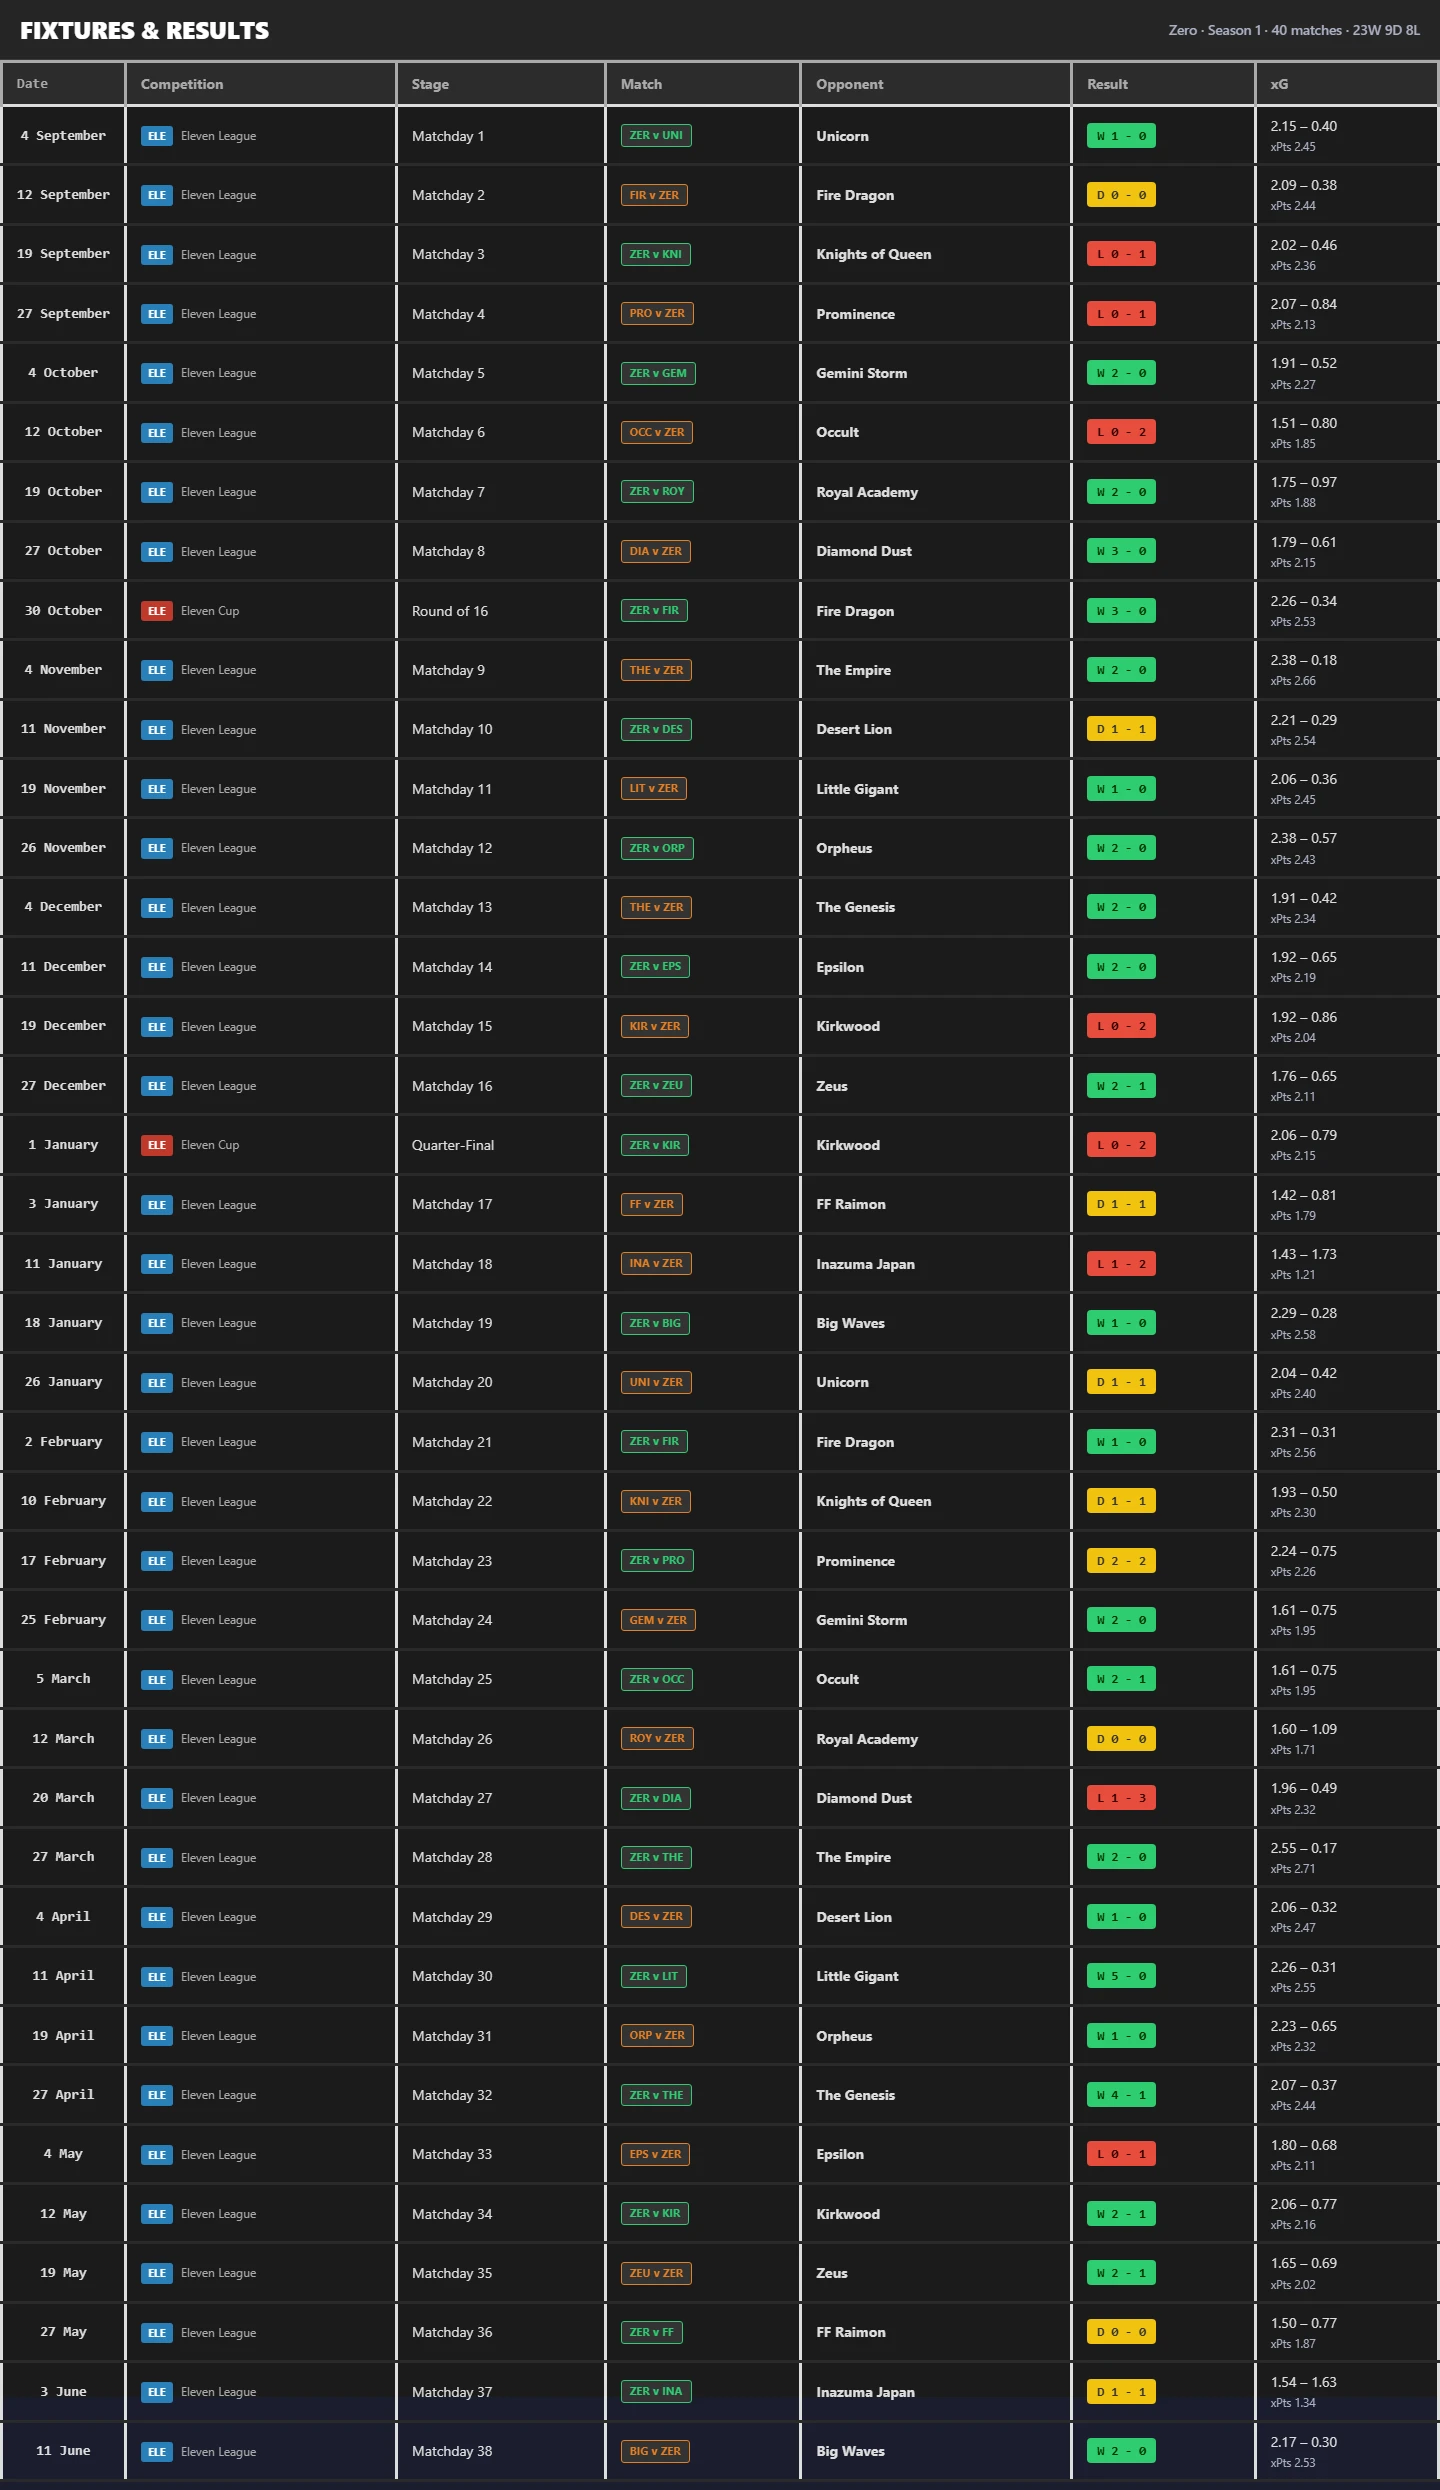 FIXTURES & RESULTS
Zero · Season 1 · 40 matches · 23W 9D 8L
Date Competition Stage Match Opponent Result xG
4 September ELE Eleven League Matchday 1 ZER v UNI Unicorn W 1 - 0 2.15 – 0.40
xPts 2.45
12 September ELE Eleven League Matchday 2 FIR v ZER Fire Dragon D 0 - 0 2.09 – 0.38
xPts 2.44
19 September ELE Eleven League Matchday 3 ZER v KNI Knights of Queen L 0 - 1 2.02 – 0.46
xPts 2.36
27 September ELE Eleven League Matchday 4 PRO v ZER Prominence L 0 - 1 2.07 – 0.84
xPts 2.13
4 October ELE Eleven League Matchday 5 ZER v GEM Gemini Storm W 2 - 0 1.91 – 0.52
xPts 2.27
12 October ELE Eleven League Matchday 6 OCC v ZER Occult L 0 - 2 1.51 – 0.80
xPts 1.85
19 October ELE Eleven League Matchday 7 ZER v ROY Royal Academy W 2 - 0 1.75 – 0.97
xPts 1.88
27 October ELE Eleven League Matchday 8 DIA v ZER Diamond Dust W 3 - 0 1.79 – 0.61
xPts 2.15
30 October ELE Eleven Cup Round of 16 ZER v FIR Fire Dragon W 3 - 0 2.26 – 0.34
xPts 2.53
4 November ELE Eleven League Matchday 9 THE v ZER The Empire W 2 - 0 2.38 – 0.18
xPts 2.66
11 November ELE Eleven League Matchday 10 ZER v DES Desert Lion D 1 - 1 2.21 – 0.29
xPts 2.54
19 November ELE Eleven League Matchday 11 LIT v ZER Little Gigant W 1 - 0 2.06 – 0.36
xPts 2.45
26 November ELE Eleven League Matchday 12 ZER v ORP Orpheus W 2 - 0 2.38 – 0.57
xPts 2.43
4 December ELE Eleven League Matchday 13 THE v ZER The Genesis W 2 - 0 1.91 – 0.42
xPts 2.34
11 December ELE Eleven League Matchday 14 ZER v EPS Epsilon W 2 - 0 1.92 – 0.65
xPts 2.19
19 December ELE Eleven League Matchday 15 KIR v ZER Kirkwood L 0 - 2 1.92 – 0.86
xPts 2.04
27 December ELE Eleven League Matchday 16 ZER v ZEU Zeus W 2 - 1 1.76 – 0.65
xPts 2.11
1 January ELE Eleven Cup Quarter-Final ZER v KIR Kirkwood L 0 - 2 2.06 – 0.79
xPts 2.15
3 January ELE Eleven League Matchday 17 FF v ZER FF Raimon D 1 - 1 1.42 – 0.81
xPts 1.79
11 January ELE Eleven League Matchday 18 INA v ZER Inazuma Japan L 1 - 2 1.43 – 1.73
xPts 1.21
18 January ELE Eleven League Matchday 19 ZER v BIG Big Waves W 1 - 0 2.29 – 0.28
xPts 2.58
26 January ELE Eleven League Matchday 20 UNI v ZER Unicorn D 1 - 1 2.04 – 0.42
xPts 2.40
2 February ELE Eleven League Matchday 21 ZER v FIR Fire Dragon W 1 - 0 2.31 – 0.31
xPts 2.56
10 February ELE Eleven League Matchday 22 KNI v ZER Knights of Queen D 1 - 1 1.93 – 0.50
xPts 2.30
17 February ELE Eleven League Matchday 23 ZER v PRO Prominence D 2 - 2 2.24 – 0.75
xPts 2.26
25 February ELE Eleven League Matchday 24 GEM v ZER Gemini Storm W 2 - 0 1.61 – 0.75
xPts 1.95
5 March ELE Eleven League Matchday 25 ZER v OCC Occult W 2 - 1 1.61 – 0.75
xPts 1.95
12 March ELE Eleven League Matchday 26 ROY v ZER Royal Academy D 0 - 0 1.60 – 1.09
xPts 1.71
20 March ELE Eleven League Matchday 27 ZER v DIA Diamond Dust L 1 - 3 1.96 – 0.49
xPts 2.32
27 March ELE Eleven League Matchday 28 ZER v THE The Empire W 2 - 0 2.55 – 0.17
xPts 2.71
4 April ELE Eleven League Matchday 29 DES v ZER Desert Lion W 1 - 0 2.06 – 0.32
xPts 2.47
11 April ELE Eleven League Matchday 30 ZER v LIT Little Gigant W 5 - 0 2.26 – 0.31
xPts 2.55
19 April ELE Eleven League Matchday 31 ORP v ZER Orpheus W 1 - 0 2.23 – 0.65
xPts 2.32
27 April ELE Eleven League Matchday 32 ZER v THE The Genesis W 4 - 1 2.07 – 0.37
xPts 2.44
4 May ELE Eleven League Matchday 33 EPS v ZER Epsilon L 0 - 1 1.80 – 0.68
xPts 2.11
12 May ELE Eleven League Matchday 34 ZER v KIR Kirkwood W 2 - 1 2.06 – 0.77
xPts 2.16
19 May ELE Eleven League Matchday 35 ZEU v ZER Zeus W 2 - 1 1.65 – 0.69
xPts 2.02
27 May ELE Eleven League Matchday 36 ZER v FF FF Raimon D 0 - 0 1.50 – 0.77
xPts 1.87
3 June ELE Eleven League Matchday 37 ZER v INA Inazuma Japan D 1 - 1 1.54 – 1.63
xPts 1.34
11 June ELE Eleven League Matchday 38 BIG v ZER Big Waves W 2 - 0 2.17 – 0.30
xPts 2.53